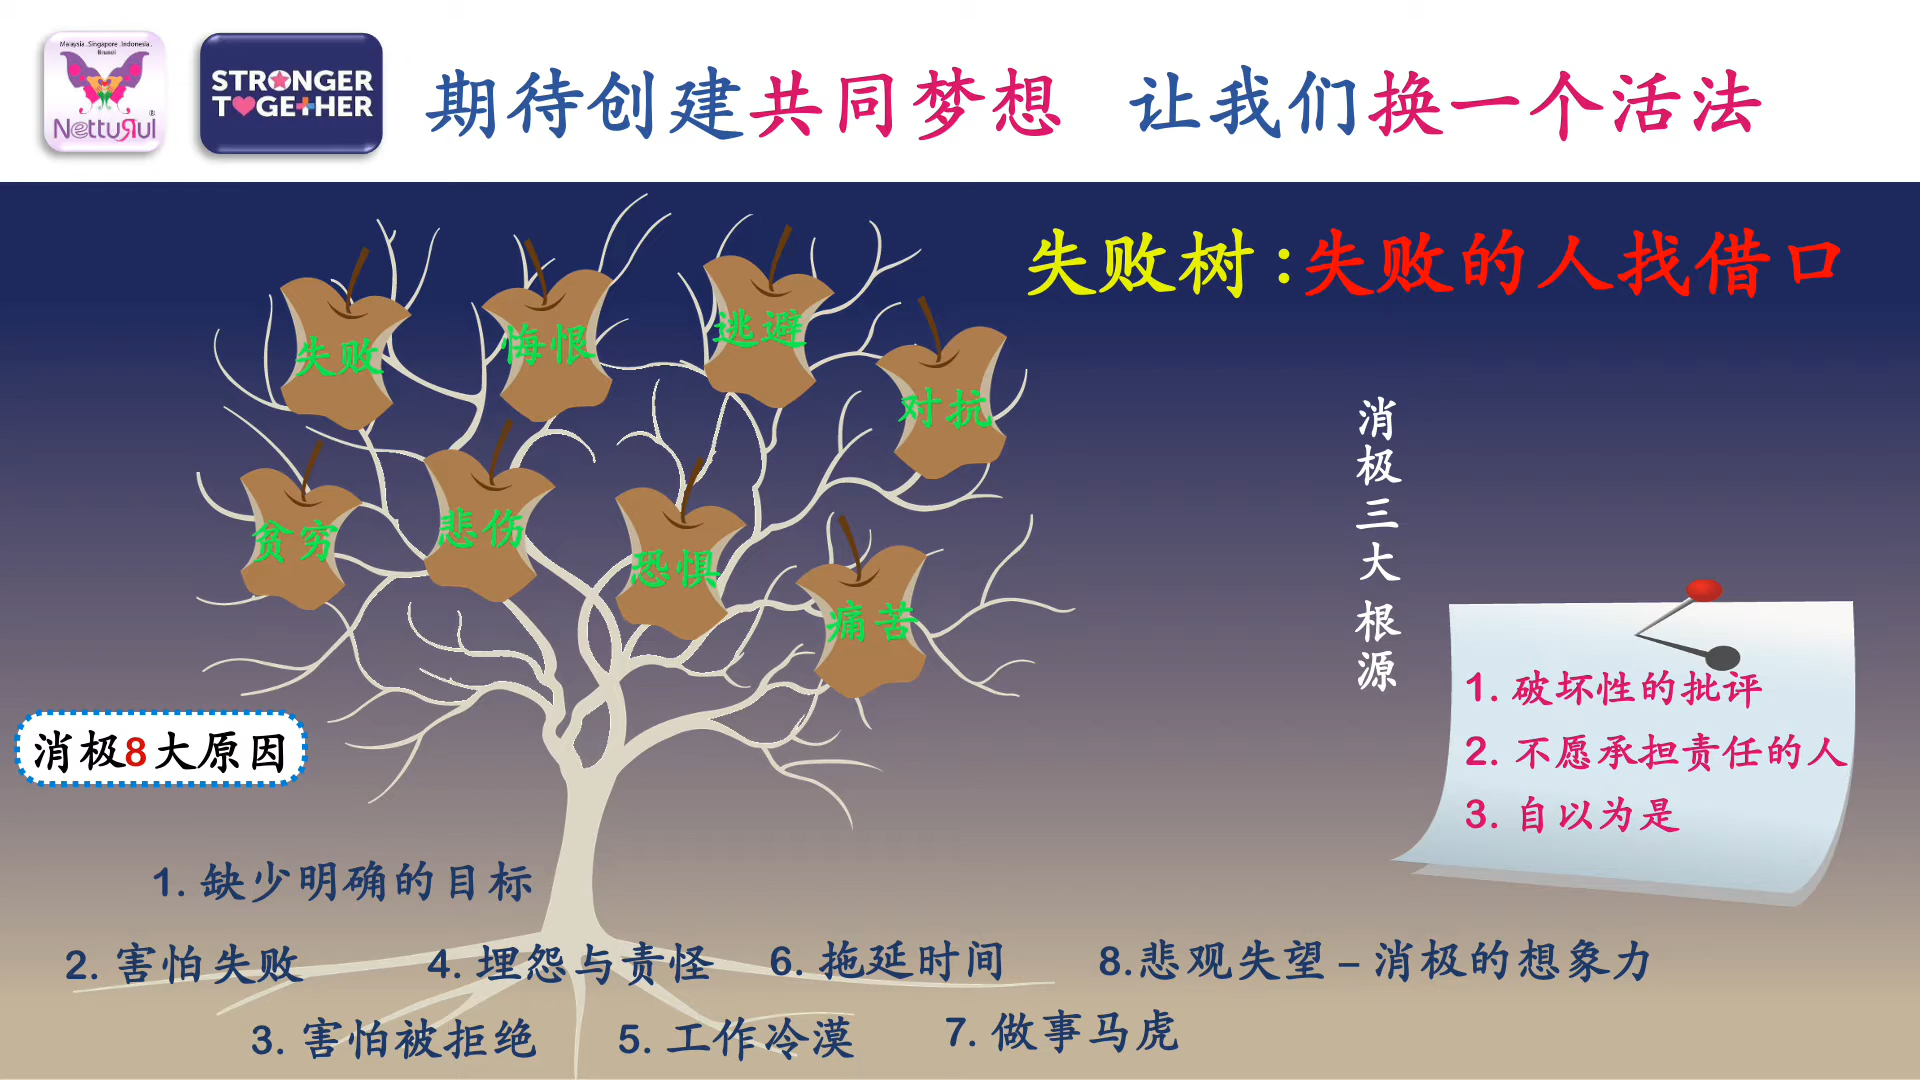 Malaysia .Singapore .Indonesia .
Brunei
NettuЯul
®
STRONGER
TOGETHER
期待创建共同梦想 让我们换一个活法
失败树:失败的人找借口
失败
悔恨
逃避
对抗
贫穷
悲伤
恐惧
痛苦
消极三大根源
1. 破坏性的批评
2. 不愿承担责任的人
3. 自以为是
消极8大原因
1. 缺少明确的目标
2. 害怕失败
4. 埋怨与责怪
6. 拖延时间
8.悲观失望 – 消极的想象力
3. 害怕被拒绝
5. 工作冷漠
7. 做事马虎